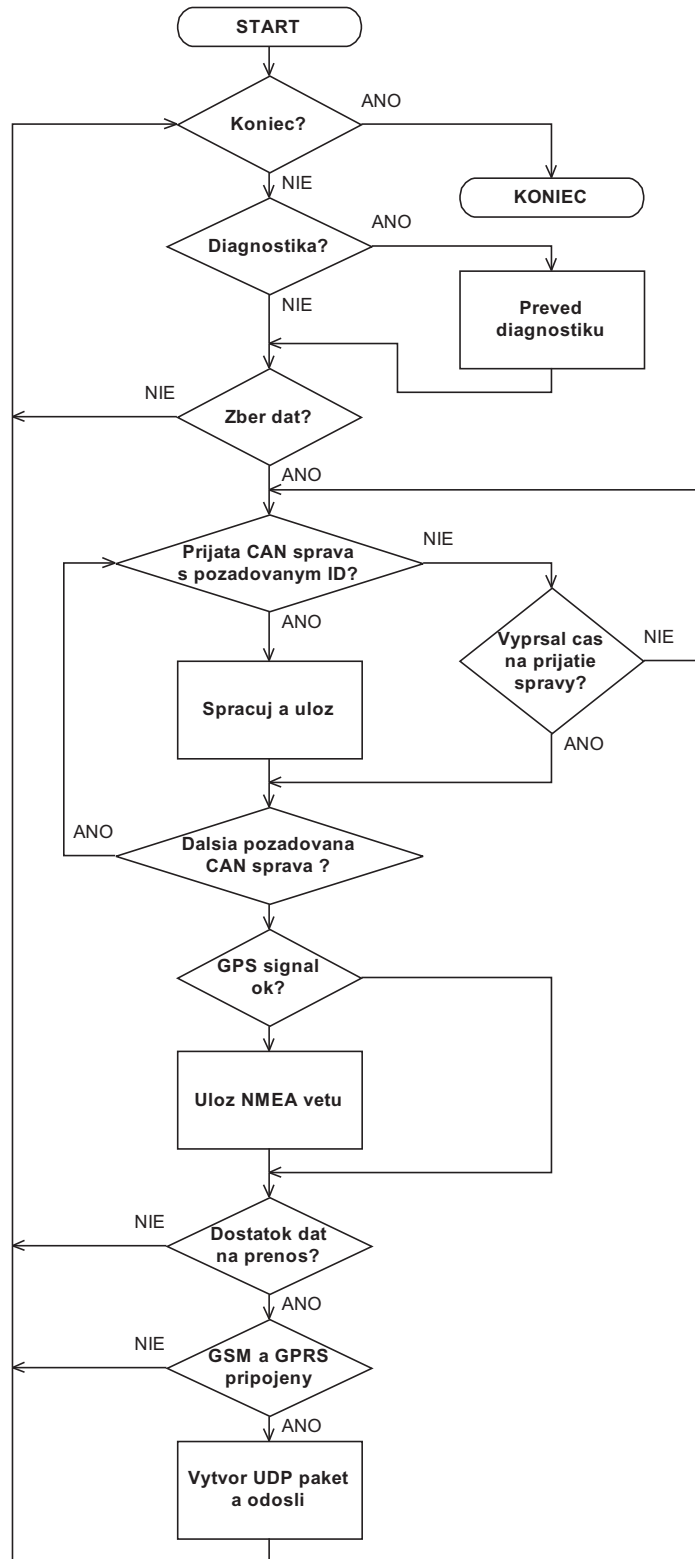 START
Koniec?
ANO
NIE
KONIEC
Diagnostika?
ANO
NIE
Preved
diagnostiku
NIE
Zber dat?
ANO
Prijata CAN sprava
s pozadovanym ID?
NIE
ANO
Vyprsal cas
na prijatie
spravy?
NIE
Spracuj a uloz
ANO
ANO
Dalsia pozadovana
CAN sprava ?
GPS signal
ok?
Uloz NMEA vetu
NIE
Dostatok dat
na prenos?
ANO
NIE
GSM a GPRS
pripojeny
ANO
Vytvor UDP paket
a odosli